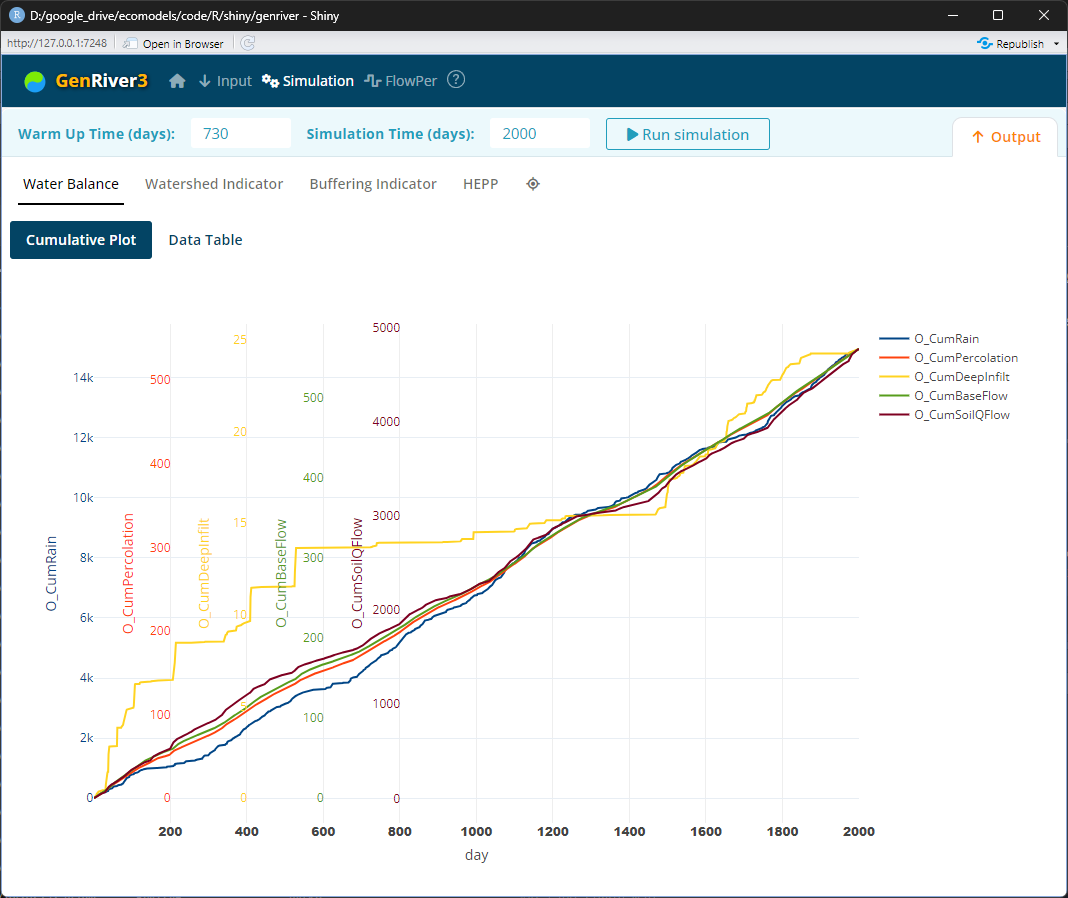 D:/google_drive/ecomodels/code/R/shiny/genriver - Shiny
http://127.0.0.1:7248 Open in Browser Republish
GenRiver3 Input Simulation FlowPer ?
Warm Up Time (days): 730 Simulation Time (days): 2000 Run simulation Output
Water Balance Watershed Indicator Buffering Indicator HEPP
Cumulative Plot Data Table
O_CumRain
0
2k
4k
6k
8k
10k
12k
14k
O_CumPercolation
0
100
200
300
400
500
O_CumDeepInfilt
0
5
10
15
20
25
O_CumBaseFlow
0
100
200
300
400
500
O_CumSoilQFlow
0
1000
2000
3000
4000
5000
200 400 600 800 1000 1200 1400 1600 1800 2000
day
O_CumRain
O_CumPercolation
O_CumDeepInfilt
O_CumBaseFlow
O_CumSoilQFlow